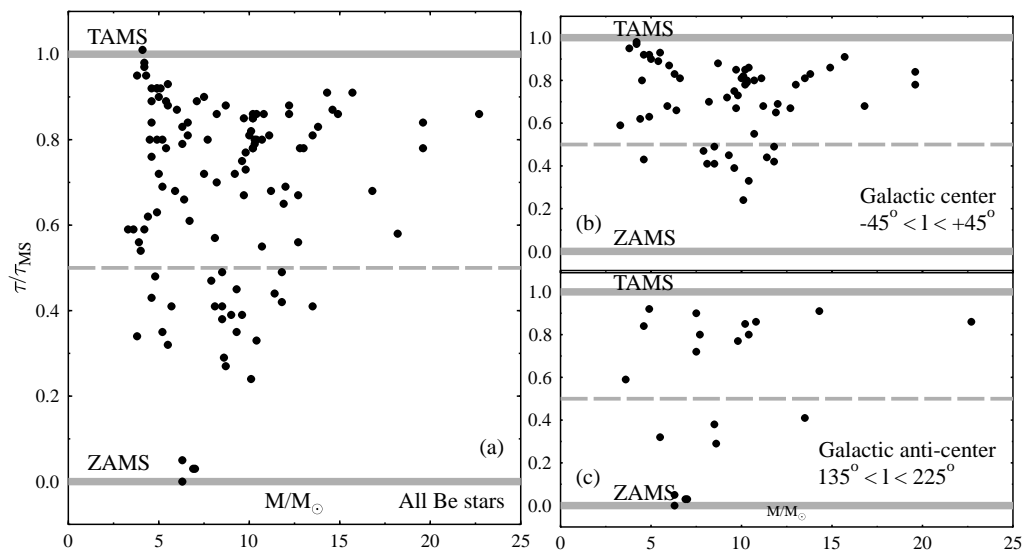 TAMS
1.0
0.8
0.6
0.4
0.2
0.0
τ/τMS
ZAMS
(a)
M/M☉
All Be stars
0 5 10 15 20 25
TAMS
1.0
0.8
0.6
0.4
0.2
0.0
(b)
Galactic center
-45° < l < +45°
ZAMS
TAMS
1.0
0.8
0.6
0.4
0.2
0.0
(c)
Galactic anti-center
135° < l < 225°
ZAMS
M/M☉
0 5 10 15 20 25